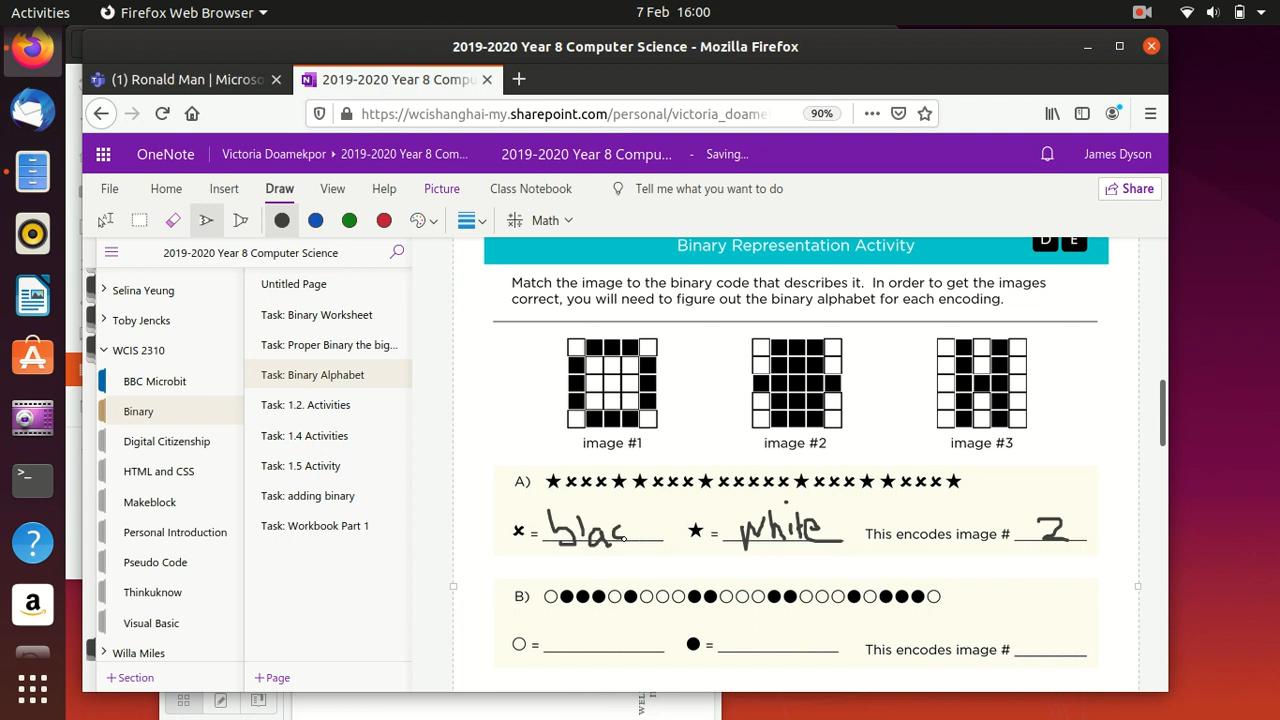 Activities Firefox Web Browser 7 Feb 16:00
2019-2020 Year 8 Computer Science - Mozilla Firefox
(1) Ronald Man | Microso 2019-2020 Year 8 Compu
https://wcishanghai-my.sharepoint.com/personal/victoria_doame 90%
OneNote Victoria Doamekpor 2019-2020 Year 8 Com... 2019-2020 Year 8 Compu... - Saving... James Dyson
File Home Insert Draw View Help Picture Class Notebook Tell me what you want to do Share
Math
2019-2020 Year 8 Computer Science
Selina Yeung
Toby Jencks
WCIS 2310
BBC Microbit
Binary
Digital Citizenship
HTML and CSS
Makeblock
Personal Introduction
Pseudo Code
Thinkuknow
Visual Basic
Willa Miles
+ Section
Untitled Page
Task: Binary Worksheet
Task: Proper Binary the big...
Task: Binary Alphabet
Task: 1.2. Activities
Task: 1.4 Activities
Task: 1.5 Activity
Task: adding binary
Task: Workbook Part 1
+ Page
Binary Representation Activity D E
Match the image to the binary code that describes it. In order to get the images
correct, you will need to figure out the binary alphabet for each encoding.
image #1 image #2 image #3
A) ★×××★★×××★×××××★×××★★×××★
× = blac ★ = white This encodes image # 2
B) ○●●●○●○○○●●○○○●●○○○●○●●●○
○ = ● = This encodes image #